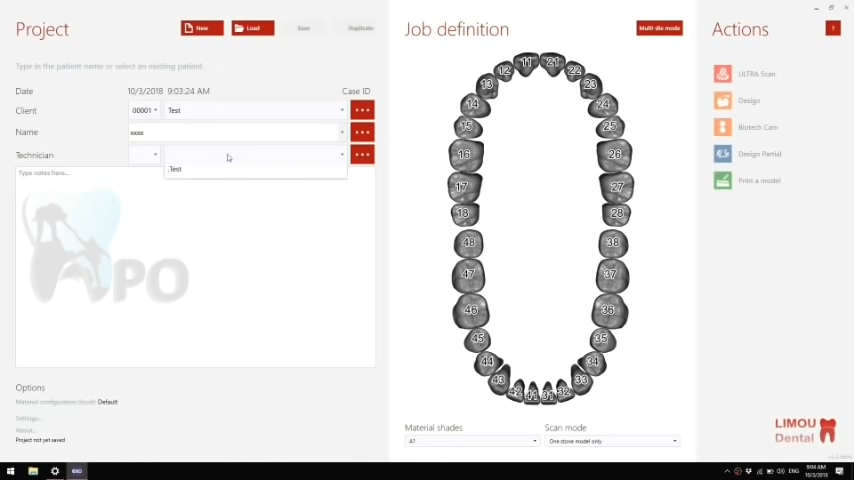 Project
New
Load
Save
Duplicate
Type in the patient name or select an existing patient.
Date 10/3/2018 9:03:24 AM Case ID
Client 00001 Test
Name xxxx
Technician
.Test
Type notes here...
APO
Options
Material configuration (local): Default
Settings...
About...
Project not yet saved
Job definition
Multi-die mode
11 21
12 22
13 23
14 24
15 25
16 26
17 27
18 28
48 38
47 37
46 36
45 35
44 34
43 33
42 41 31 32
Material shades
A1
Scan mode
One stone model only
Actions
?
ULTRA Scan
Design
Biotech Cam
Design Partial
Print a model
LIMOU
Dental
exo
ENG
9:04 AM
10/3/2018